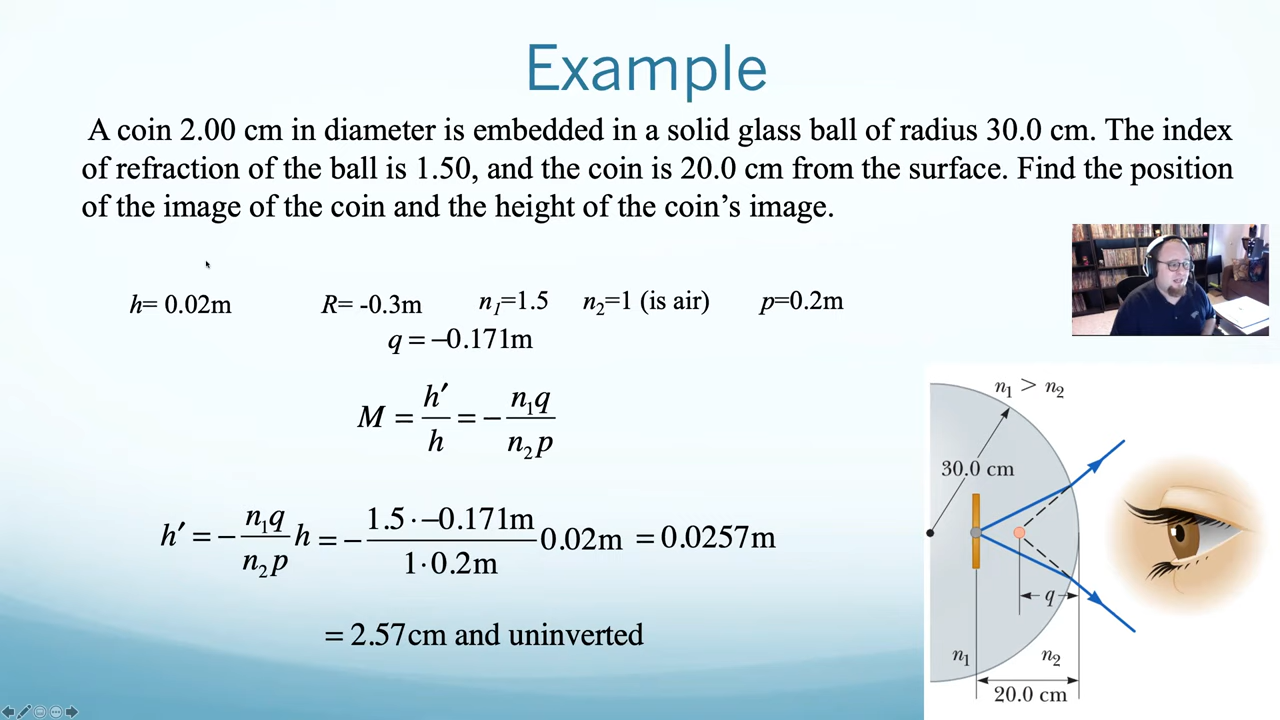 Example
A coin 2.00 cm in diameter is embedded in a solid glass ball of radius 30.0 cm. The index
of refraction of the ball is 1.50, and the coin is 20.0 cm from the surface. Find the position
of the image of the coin and the height of the coin's image.
h= 0.02m R= -0.3m n₁=1.5 n₂=1 (is air) p=0.2m
q = −0.171m
M = h′/h = − n₁q/n₂p
h′ = − n₁q/n₂p h = − 1.5·−0.171m/1·0.2m 0.02m = 0.0257m
= 2.57cm and uninverted
n₁ > n₂
30.0 cm
q
n₁ n₂
20.0 cm